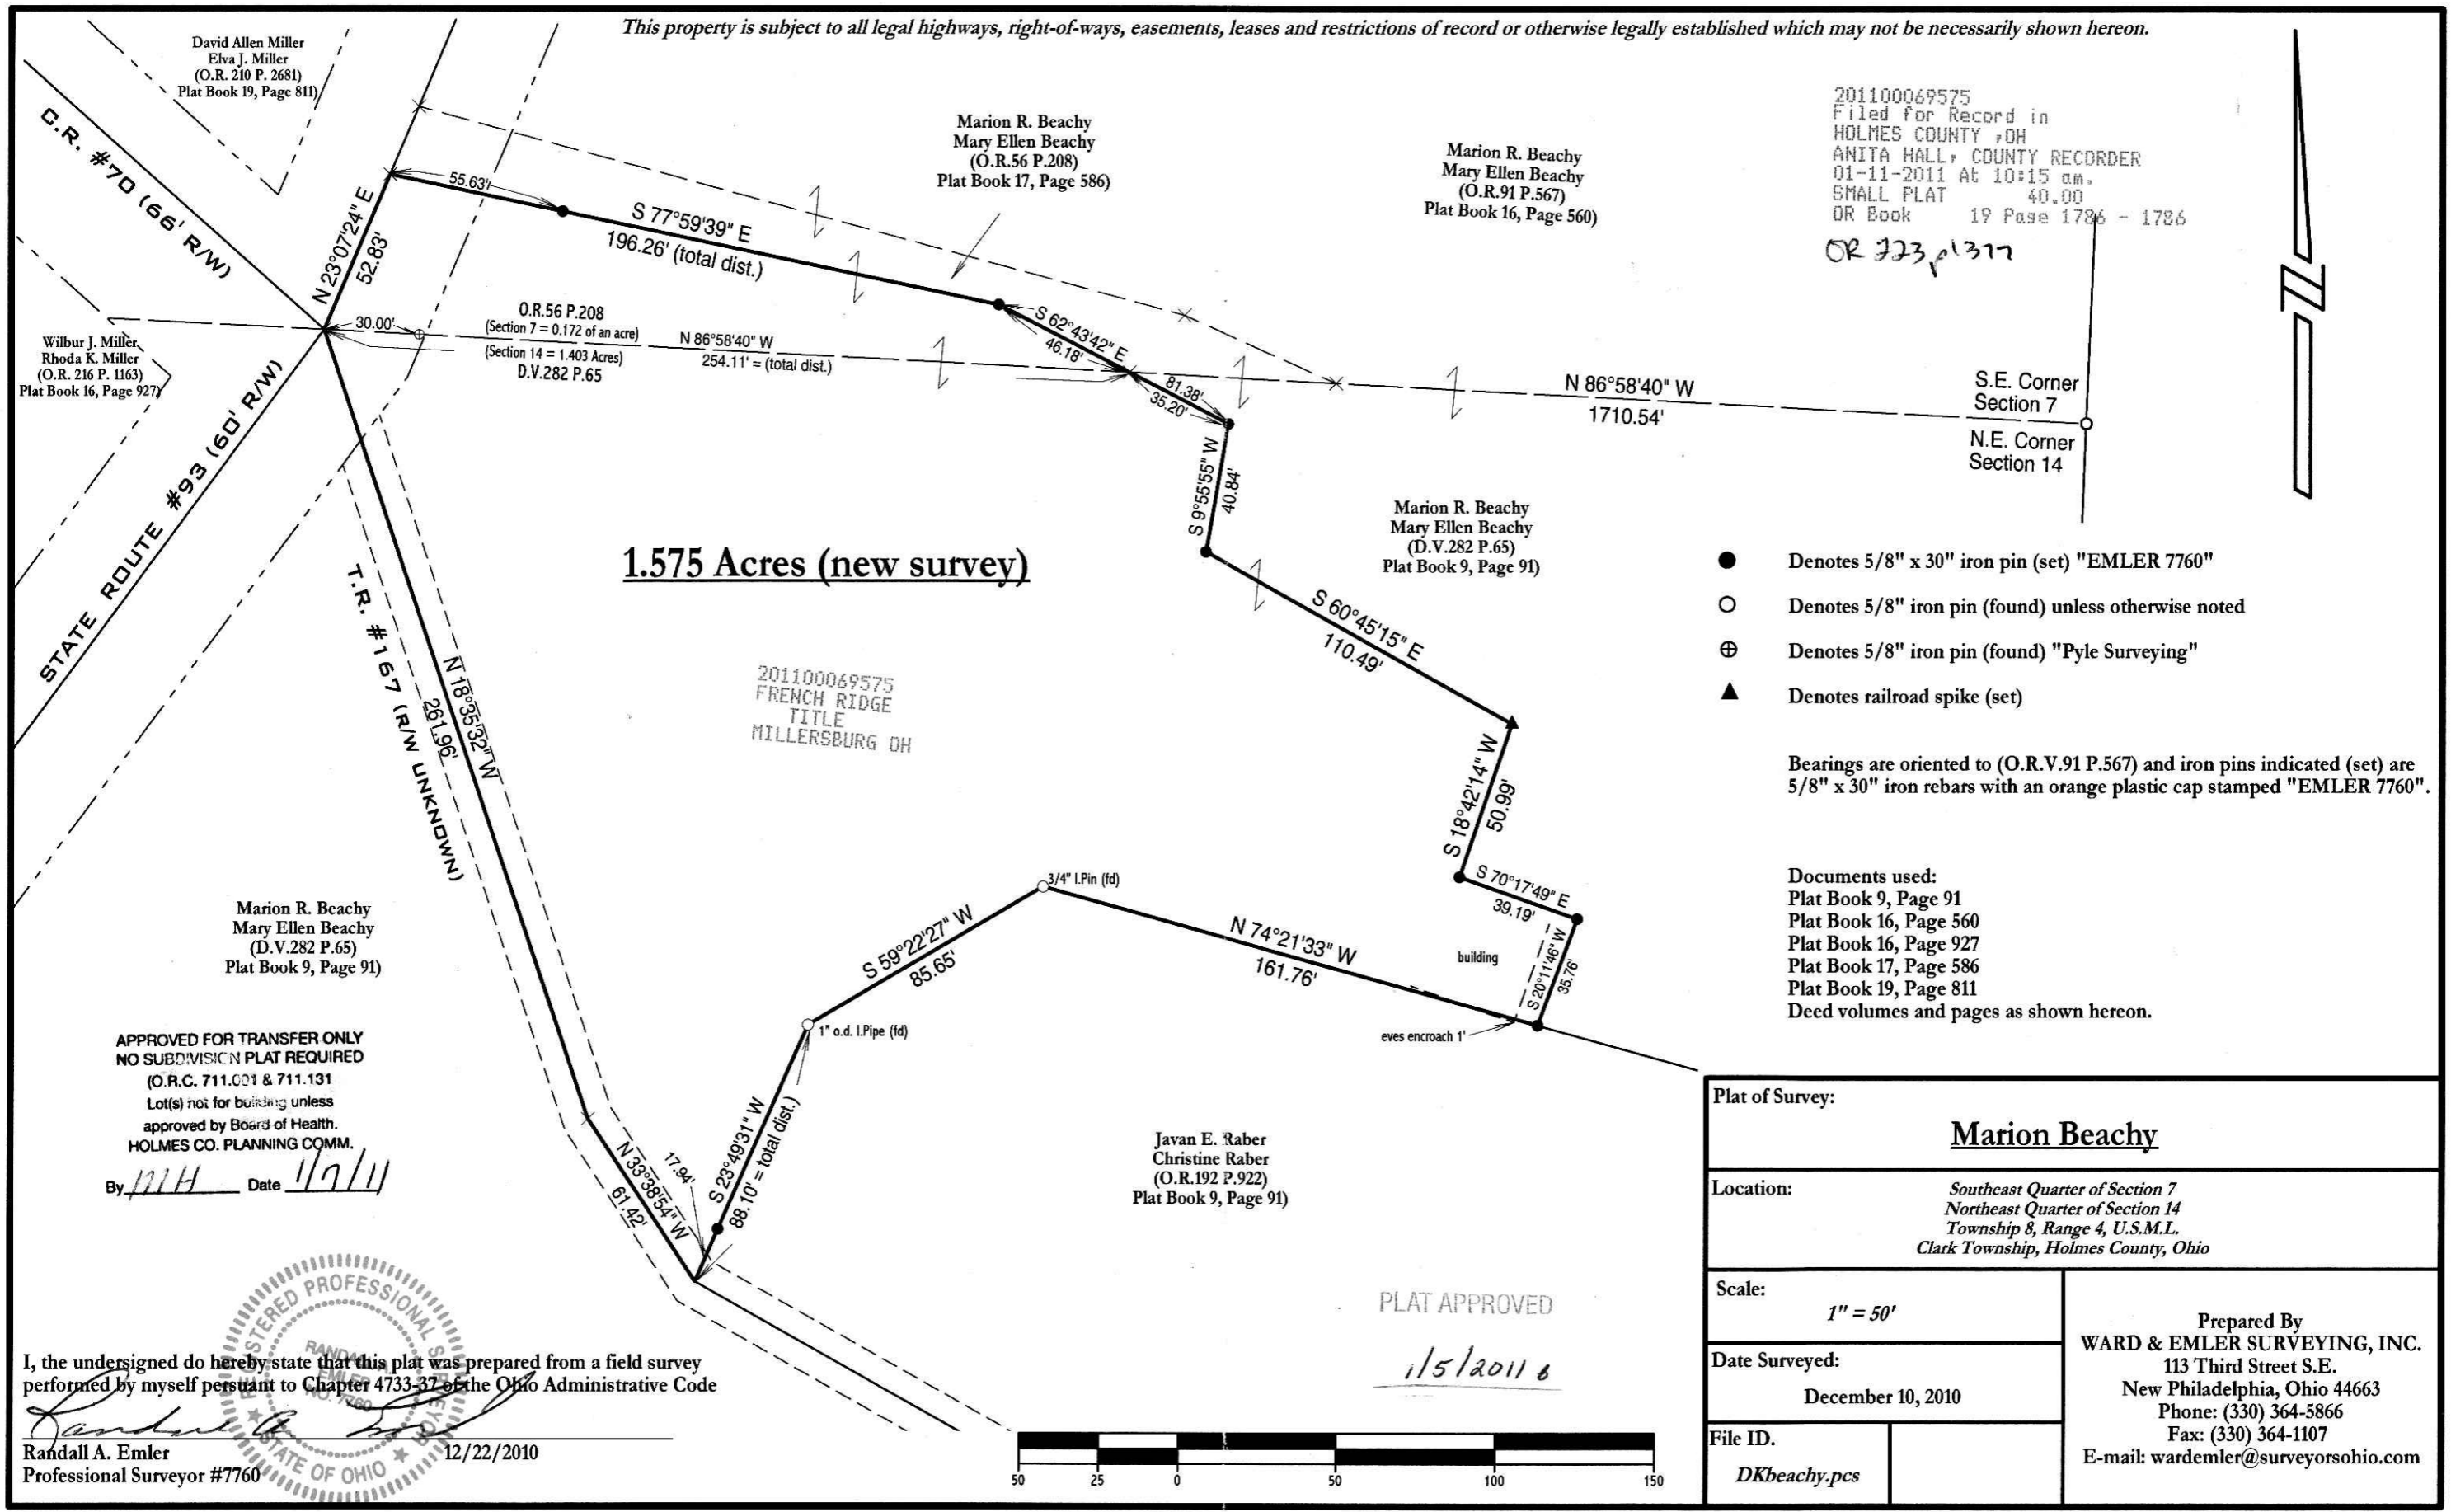 This property is subject to all legal highways, right-of-ways, easements, leases and restrictions of record or otherwise legally established which may not be necessarily shown hereon.
David Allen Miller
Elva J. Miller
(O.R. 210 P. 2681)
Plat Book 19, Page 811)
C.R. #70 (66' R/W)
N 23°07'24" E
52.83'
55.63'
S 77°59'39" E
196.26' (total dist.)
Marion R. Beachy
Mary Ellen Beachy
(O.R.56 P.208)
Plat Book 17, Page 586)
Marion R. Beachy
Mary Ellen Beachy
(O.R.91 P.567)
Plat Book 16, Page 560)
201100069575
Filed for Record in
HOLMES COUNTY ,OH
ANITA HALL, COUNTY RECORDER
01-11-2011 At 10:15 am.
SMALL PLAT 40.00
OR Book 19 Page 1786 - 1786
N
Wilbur J. Miller
Rhoda K. Miller
(O.R. 216 P. 1163)
Plat Book 16, Page 927)
30.00'
O.R.56 P.208
(Section 7 = 0.172 of an acre)
(Section 14 = 1.403 Acres)
D.V.282 P.65
N 86°58'40" W
254.11' = (total dist.)
S 62°43'42" E
46.18'
81.38'
35.20'
N 86°58'40" W
1710.54'
S.E. Corner
Section 7
N.E. Corner
Section 14
STATE ROUTE #93 (60' R/W)
S 9°55'55" W
40.84'
Marion R. Beachy
Mary Ellen Beachy
(D.V.282 P.65)
Plat Book 9, Page 91)
1.575 Acres (new survey)
T.R. #167 (R/W UNKNOWN)
N 18°35'32" W
261.96'
S 60°45'15" E
110.49'
201100069575
FRENCH RIDGE
TITLE
MILLERSBURG OH
Denotes 5/8" x 30" iron pin (set) "EMLER 7760"
Denotes 5/8" iron pin (found) unless otherwise noted
Denotes 5/8" iron pin (found) "Pyle Surveying"
Denotes railroad spike (set)
Bearings are oriented to (O.R.V.91 P.567) and iron pins indicated (set) are
5/8" x 30" iron rebars with an orange plastic cap stamped "EMLER 7760".
S 18°42'14" W
50.99'
S 70°17'49" E
39.19'
S 20°11'46" W
35.76'
building
eves encroach 1'
3/4" I.Pin (fd)
N 74°21'33" W
161.76'
S 59°22'27" W
85.65'
1" o.d. I.Pipe (fd)
Documents used:
Plat Book 9, Page 91
Plat Book 16, Page 560
Plat Book 16, Page 927
Plat Book 17, Page 586
Plat Book 19, Page 811
Deed volumes and pages as shown hereon.
Marion R. Beachy
Mary Ellen Beachy
(D.V.282 P.65)
Plat Book 9, Page 91)
APPROVED FOR TRANSFER ONLY
NO SUBDIVISION PLAT REQUIRED
(O.R.C. 711.001 & 711.131
Lot(s) not for building unless
approved by Board of Health.
HOLMES CO. PLANNING COMM.
By Date 1/7/11
N 33°38'54" W
61.42'
17.94'
S 23°49'31" W
88.10' = total dist.)
Javan E. Raber
Christine Raber
(O.R.192 P.922)
Plat Book 9, Page 91)
PLAT APPROVED
1/5/2011
REGISTERED PROFESSIONAL SURVEYOR
RANDALL A.
EMLER
NO. 7760
STATE OF OHIO
I, the undersigned do hereby state that this plat was prepared from a field survey
performed by myself persuant to Chapter 4733-37 of the Ohio Administrative Code
Randall A. Emler 12/22/2010
Professional Surveyor #7760
50 25 0 50 100 150
Plat of Survey:
Marion Beachy
Location:
Southeast Quarter of Section 7
Northeast Quarter of Section 14
Township 8, Range 4, U.S.M.L.
Clark Township, Holmes County, Ohio
Scale:
1" = 50'
Date Surveyed:
December 10, 2010
File ID.
DKbeachy.pcs
Prepared By
WARD & EMLER SURVEYING, INC.
113 Third Street S.E.
New Philadelphia, Ohio 44663
Phone: (330) 364-5866
Fax: (330) 364-1107
E-mail: wardemler@surveyorsohio.com